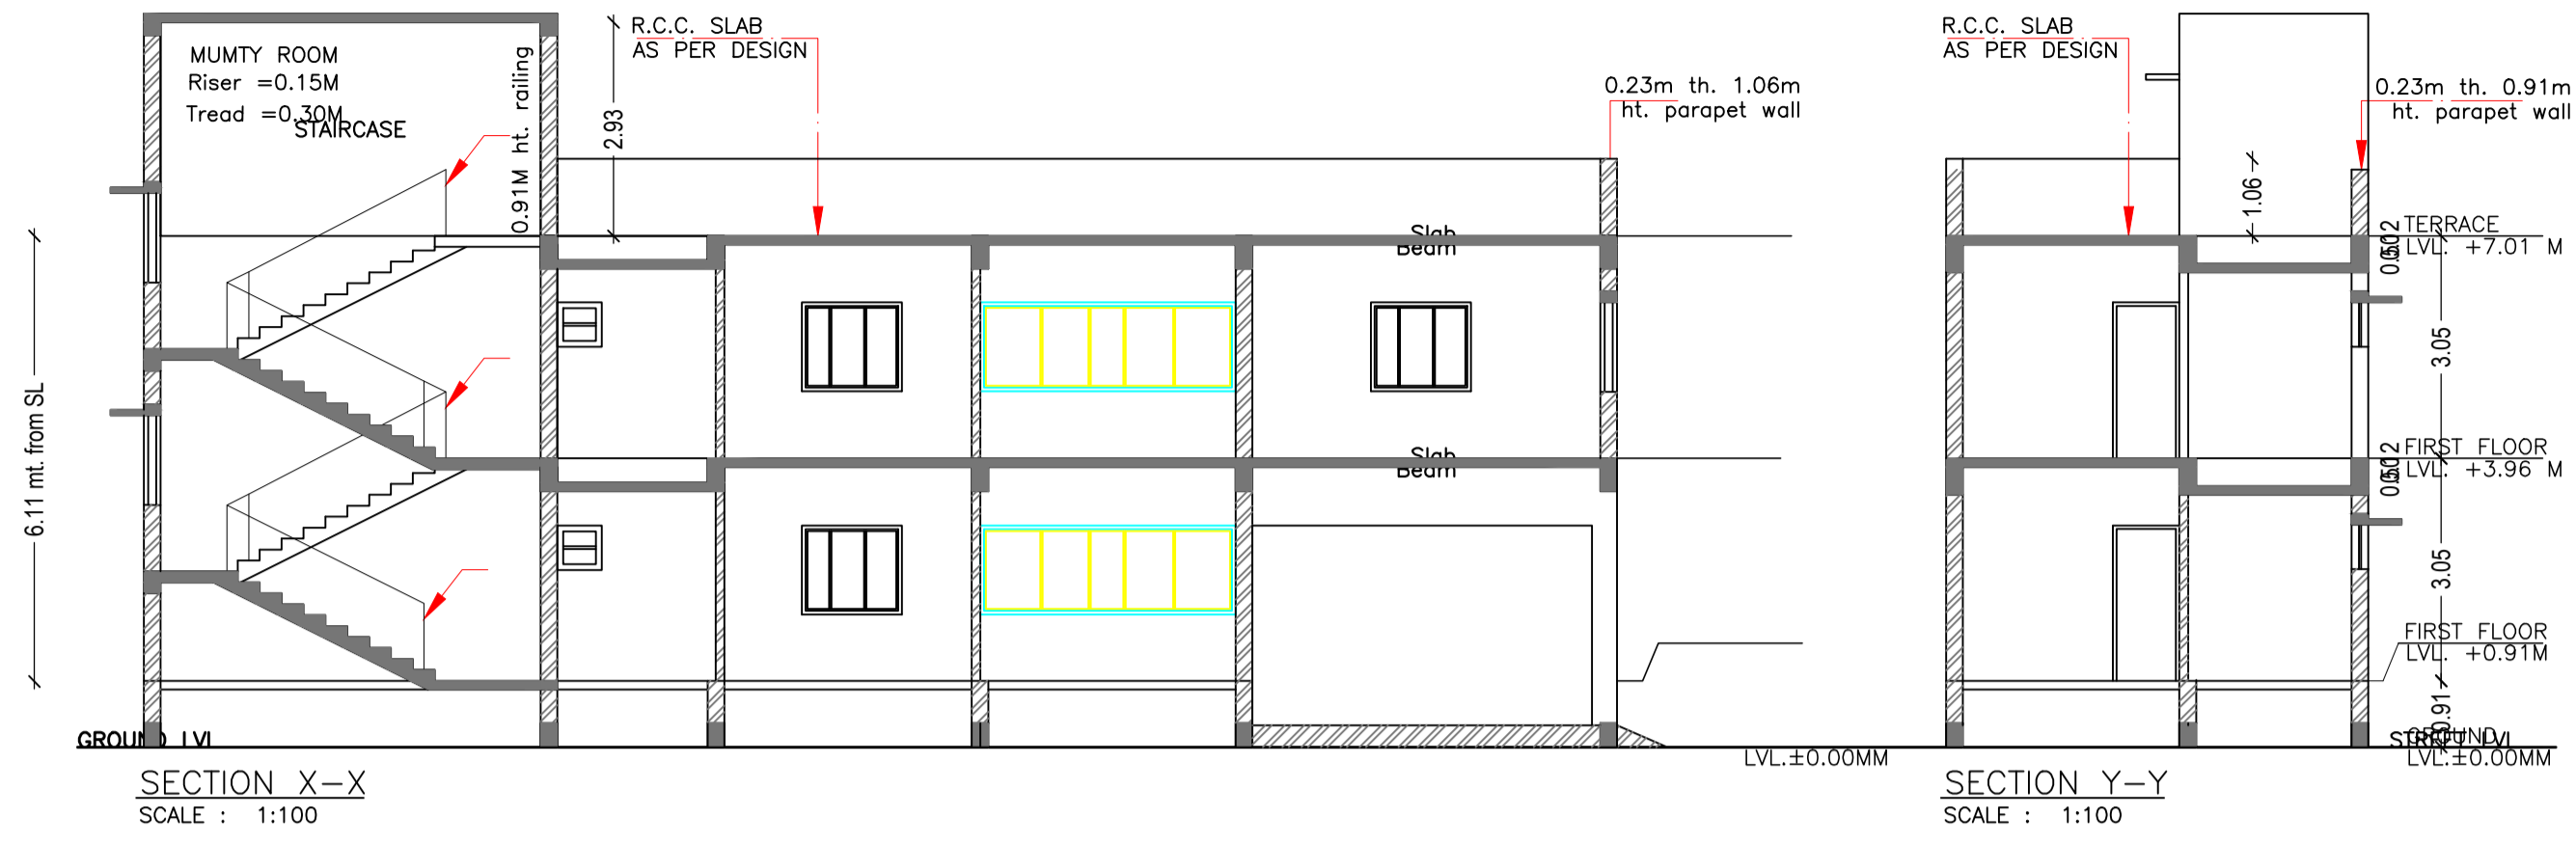 MUMTY ROOM
Riser =0.15M
Tread =0.30M
STAIRCASE
0.91M ht. railing
2.93
R.C.C. SLAB
AS PER DESIGN
0.23m th. 1.06m
ht. parapet wall
Slab
Beam
Slab
Beam
6.11 mt. from SL
GROUND LVL
LVL.±0.00MM
SECTION X-X
SCALE : 1:100
R.C.C. SLAB
AS PER DESIGN
0.23m th. 0.91m
ht. parapet wall
1.06
TERRACE
LVL. +7.01 M
3.05
FIRST FLOOR
LVL. +3.96 M
3.05
FIRST FLOOR
LVL. +0.91M
0.91
GROUND
STREET LVL
LVL.±0.00MM
SECTION Y-Y
SCALE : 1:100